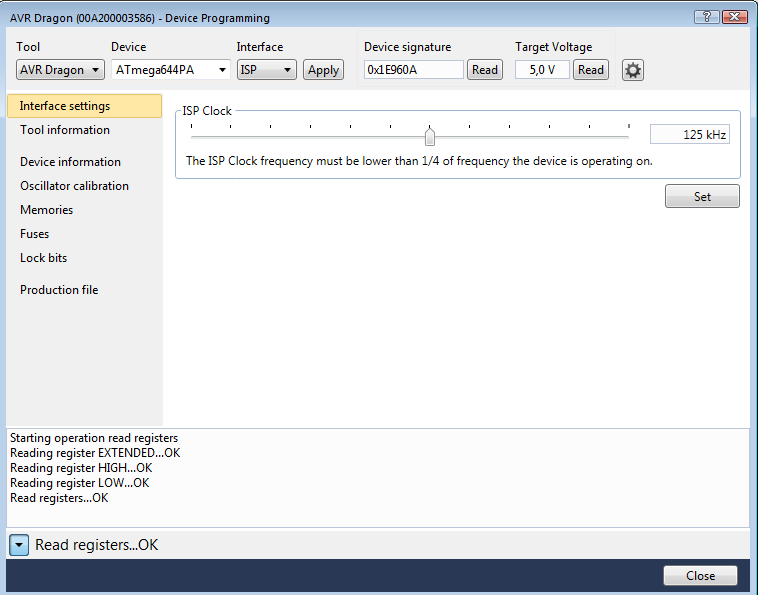 AVR Dragon (00A200003586) - Device Programming
Tool Device Interface Device signature Target Voltage
AVR Dragon ATmega644PA ISP Apply 0x1E960A Read 5,0 V Read
Interface settings
Tool information
Device information
Oscillator calibration
Memories
Fuses
Lock bits
Production file
ISP Clock
125 kHz
The ISP Clock frequency must be lower than 1/4 of frequency the device is operating on.
Set
Starting operation read registers
Reading register EXTENDED...OK
Reading register HIGH...OK
Reading register LOW...OK
Read registers...OK
Read registers...OK
Close